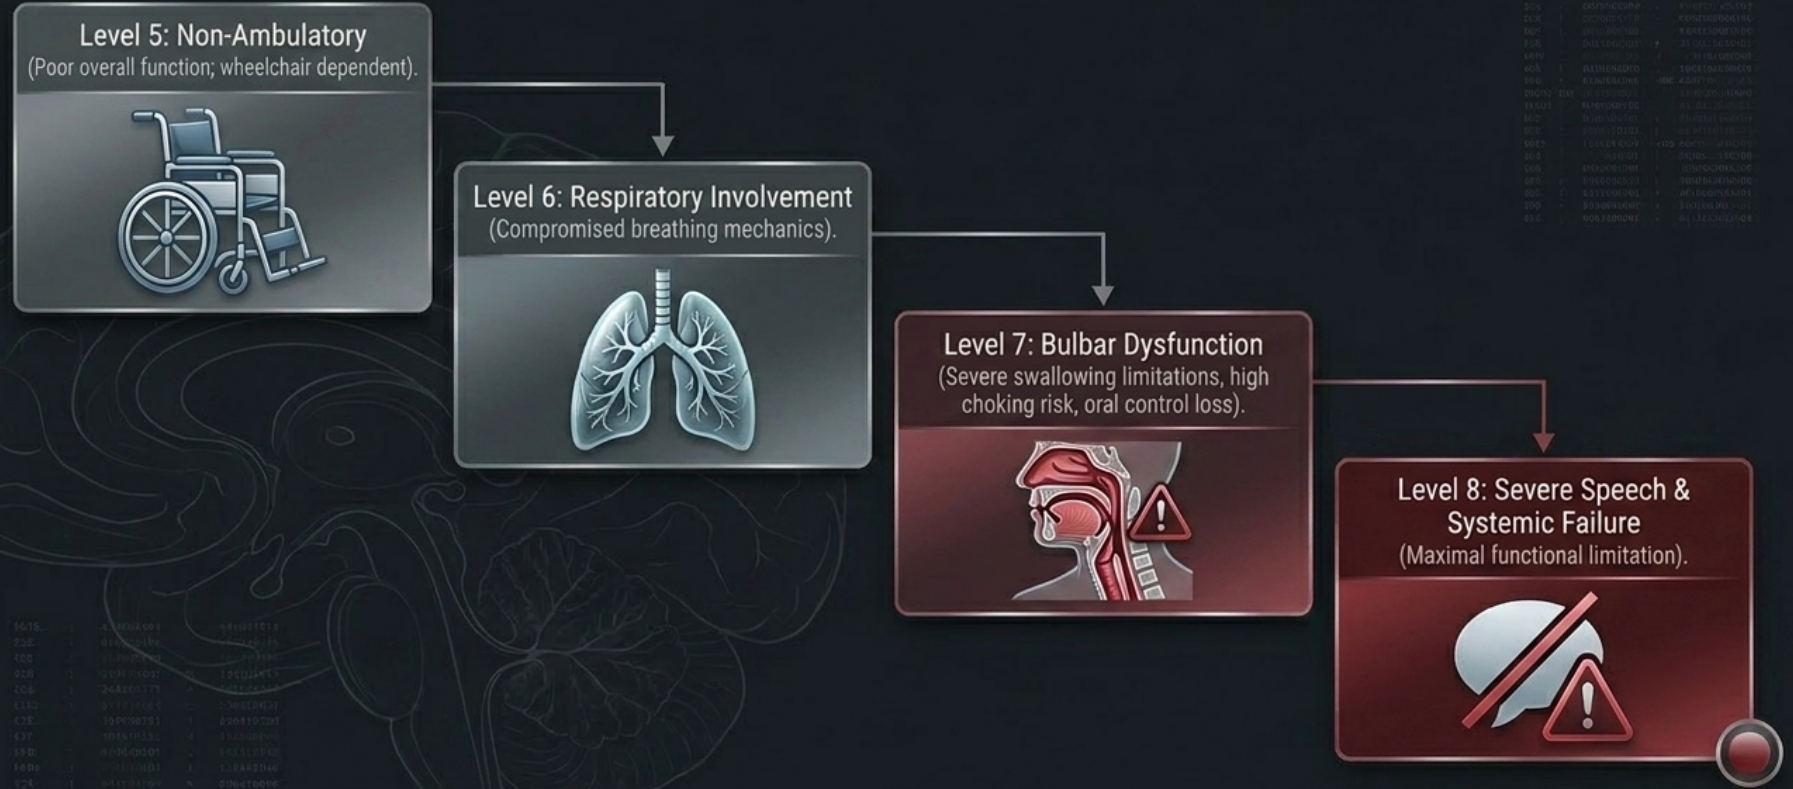 Level 5: Non-Ambulatory
(Poor overall function; wheelchair dependent).
Level 6: Respiratory Involvement
(Compromised breathing mechanics).
Level 7: Bulbar Dysfunction
(Severe swallowing limitations, high
choking risk, oral control loss).
Level 8: Severe Speech &
Systemic Failure
(Maximal functional limitation).